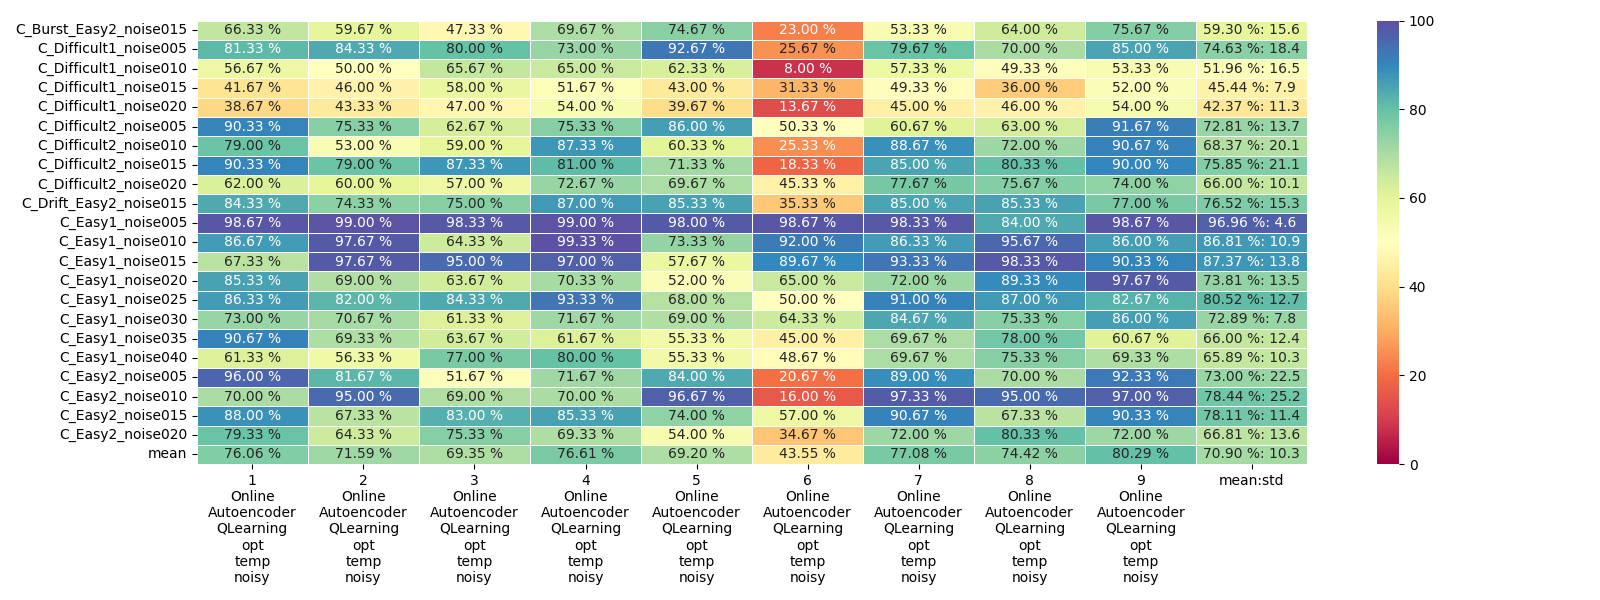 C_Burst_Easy2_noise015 66.33 % 59.67 % 47.33 % 69.67 % 74.67 % 23.00 % 53.33 % 64.00 % 75.67 % 59.30 %: 15.6
C_Difficult1_noise005 81.33 % 84.33 % 80.00 % 73.00 % 92.67 % 25.67 % 79.67 % 70.00 % 85.00 % 74.63 %: 18.4
C_Difficult1_noise010 56.67 % 50.00 % 65.67 % 65.00 % 62.33 % 8.00 % 57.33 % 49.33 % 53.33 % 51.96 %: 16.5
C_Difficult1_noise015 41.67 % 46.00 % 58.00 % 51.67 % 43.00 % 31.33 % 49.33 % 36.00 % 52.00 % 45.44 %: 7.9
C_Difficult1_noise020 38.67 % 43.33 % 47.00 % 54.00 % 39.67 % 13.67 % 45.00 % 46.00 % 54.00 % 42.37 %: 11.3
C_Difficult2_noise005 90.33 % 75.33 % 62.67 % 75.33 % 86.00 % 50.33 % 60.67 % 63.00 % 91.67 % 72.81 %: 13.7
C_Difficult2_noise010 79.00 % 53.00 % 59.00 % 87.33 % 60.33 % 25.33 % 88.67 % 72.00 % 90.67 % 68.37 %: 20.1
C_Difficult2_noise015 90.33 % 79.00 % 87.33 % 81.00 % 71.33 % 18.33 % 85.00 % 80.33 % 90.00 % 75.85 %: 21.1
C_Difficult2_noise020 62.00 % 60.00 % 57.00 % 72.67 % 69.67 % 45.33 % 77.67 % 75.67 % 74.00 % 66.00 %: 10.1
C_Drift_Easy2_noise015 84.33 % 74.33 % 75.00 % 87.00 % 85.33 % 35.33 % 85.00 % 85.33 % 77.00 % 76.52 %: 15.3
C_Easy1_noise005 98.67 % 99.00 % 98.33 % 99.00 % 98.00 % 98.67 % 98.33 % 84.00 % 98.67 % 96.96 %: 4.6
C_Easy1_noise010 86.67 % 97.67 % 64.33 % 99.33 % 73.33 % 92.00 % 86.33 % 95.67 % 86.00 % 86.81 %: 10.9
C_Easy1_noise015 67.33 % 97.67 % 95.00 % 97.00 % 57.67 % 89.67 % 93.33 % 98.33 % 90.33 % 87.37 %: 13.8
C_Easy1_noise020 85.33 % 69.00 % 63.67 % 70.33 % 52.00 % 65.00 % 72.00 % 89.33 % 97.67 % 73.81 %: 13.5
C_Easy1_noise025 86.33 % 82.00 % 84.33 % 93.33 % 68.00 % 50.00 % 91.00 % 87.00 % 82.67 % 80.52 %: 12.7
C_Easy1_noise030 73.00 % 70.67 % 61.33 % 71.67 % 69.00 % 64.33 % 84.67 % 75.33 % 86.00 % 72.89 %: 7.8
C_Easy1_noise035 90.67 % 69.33 % 63.67 % 61.67 % 55.33 % 45.00 % 69.67 % 78.00 % 60.67 % 66.00 %: 12.4
C_Easy1_noise040 61.33 % 56.33 % 77.00 % 80.00 % 55.33 % 48.67 % 69.67 % 75.33 % 69.33 % 65.89 %: 10.3
C_Easy2_noise005 96.00 % 81.67 % 51.67 % 71.67 % 84.00 % 20.67 % 89.00 % 70.00 % 92.33 % 73.00 %: 22.5
C_Easy2_noise010 70.00 % 95.00 % 69.00 % 70.00 % 96.67 % 16.00 % 97.33 % 95.00 % 97.00 % 78.44 %: 25.2
C_Easy2_noise015 88.00 % 67.33 % 83.00 % 85.33 % 74.00 % 57.00 % 90.67 % 67.33 % 90.33 % 78.11 %: 11.4
C_Easy2_noise020 79.33 % 64.33 % 75.33 % 69.33 % 54.00 % 34.67 % 72.00 % 80.33 % 72.00 % 66.81 %: 13.6
mean 76.06 % 71.59 % 69.35 % 76.61 % 69.20 % 43.55 % 77.08 % 74.42 % 80.29 % 70.90 %: 10.3
1 2 3 4 5 6 7 8 9 mean:std
Online Online Online Online Online Online Online Online Online
Autoencoder Autoencoder Autoencoder Autoencoder Autoencoder Autoencoder Autoencoder Autoencoder Autoencoder
QLearning QLearning QLearning QLearning QLearning QLearning QLearning QLearning QLearning
opt opt opt opt opt opt opt opt opt
temp temp temp temp temp temp temp temp temp
noisy noisy noisy noisy noisy noisy noisy noisy noisy
100
80
60
40
20
0